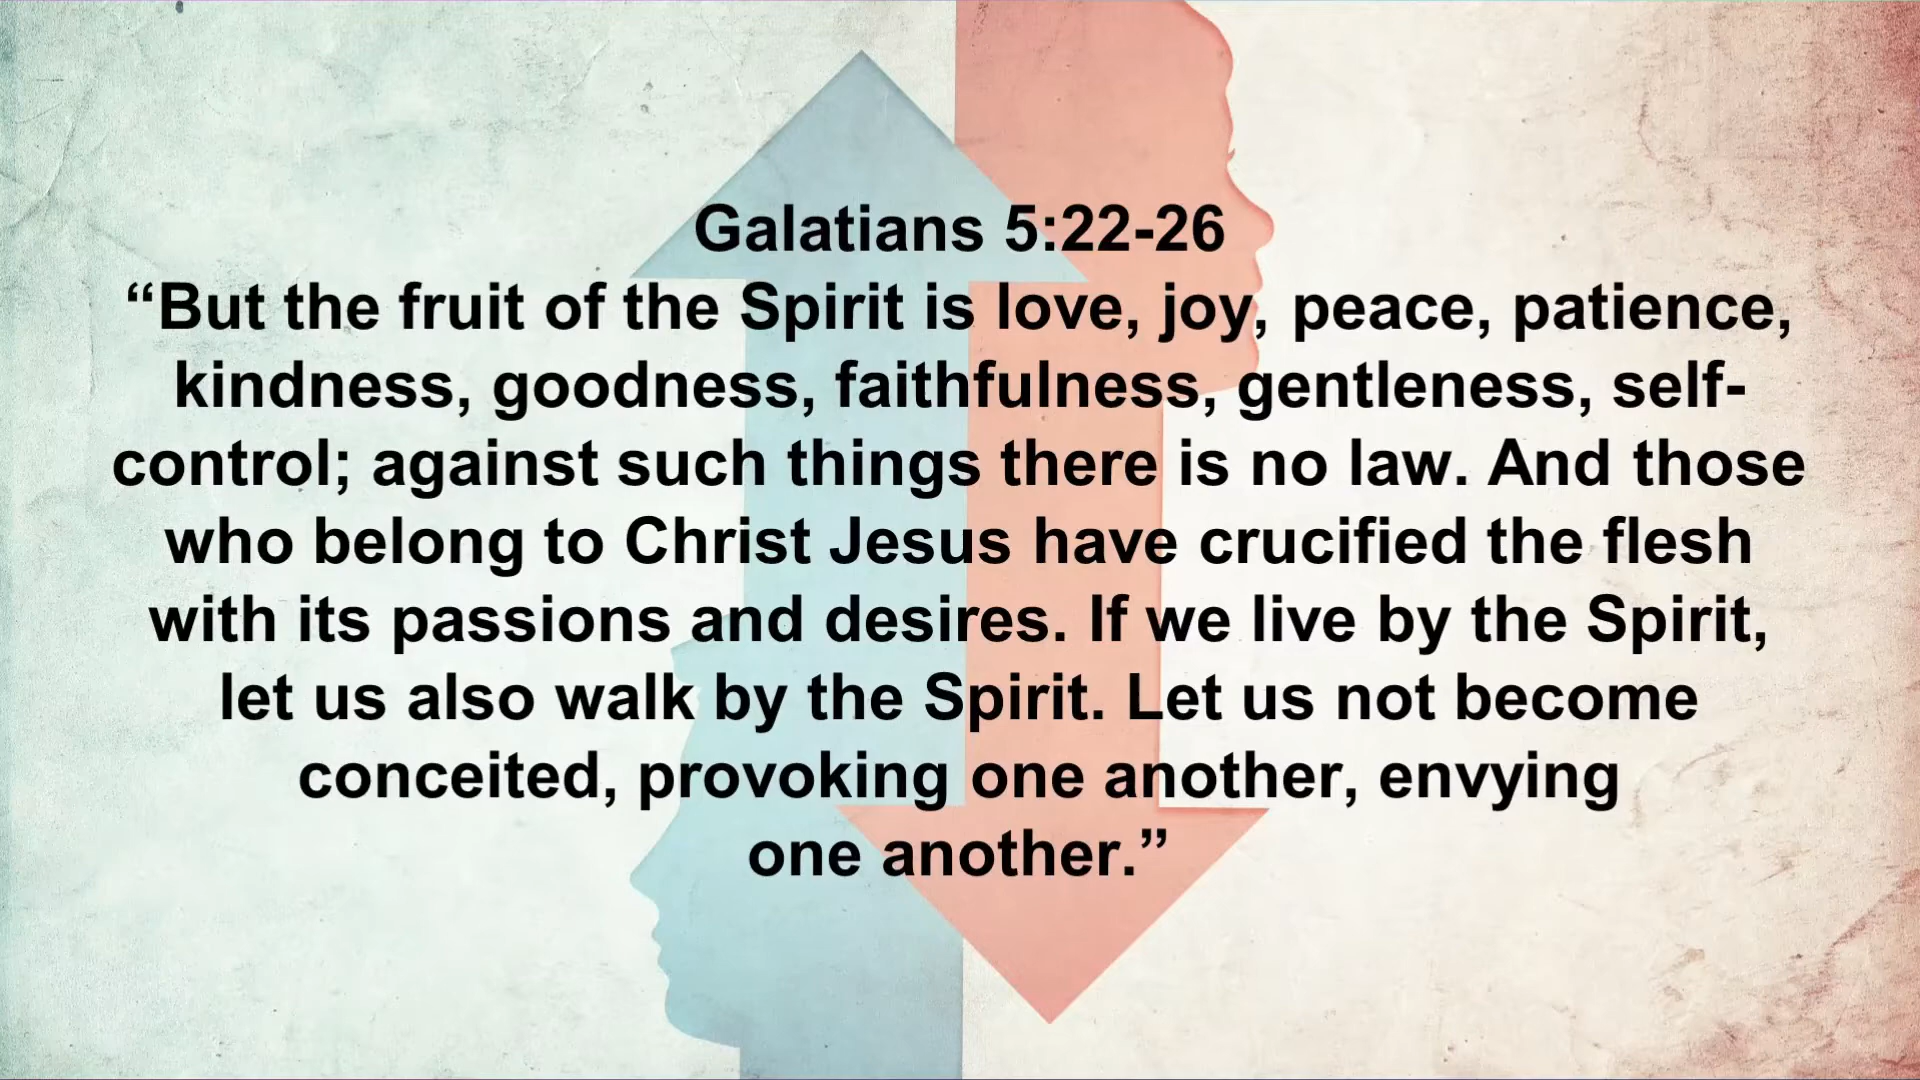 Galatians 5:22-26
“But the fruit of the Spirit is love, joy, peace, patience,
kindness, goodness, faithfulness, gentleness, self-
control; against such things there is no law. And those
who belong to Christ Jesus have crucified the flesh
with its passions and desires. If we live by the Spirit,
let us also walk by the Spirit. Let us not become
conceited, provoking one another, envying
one another.”